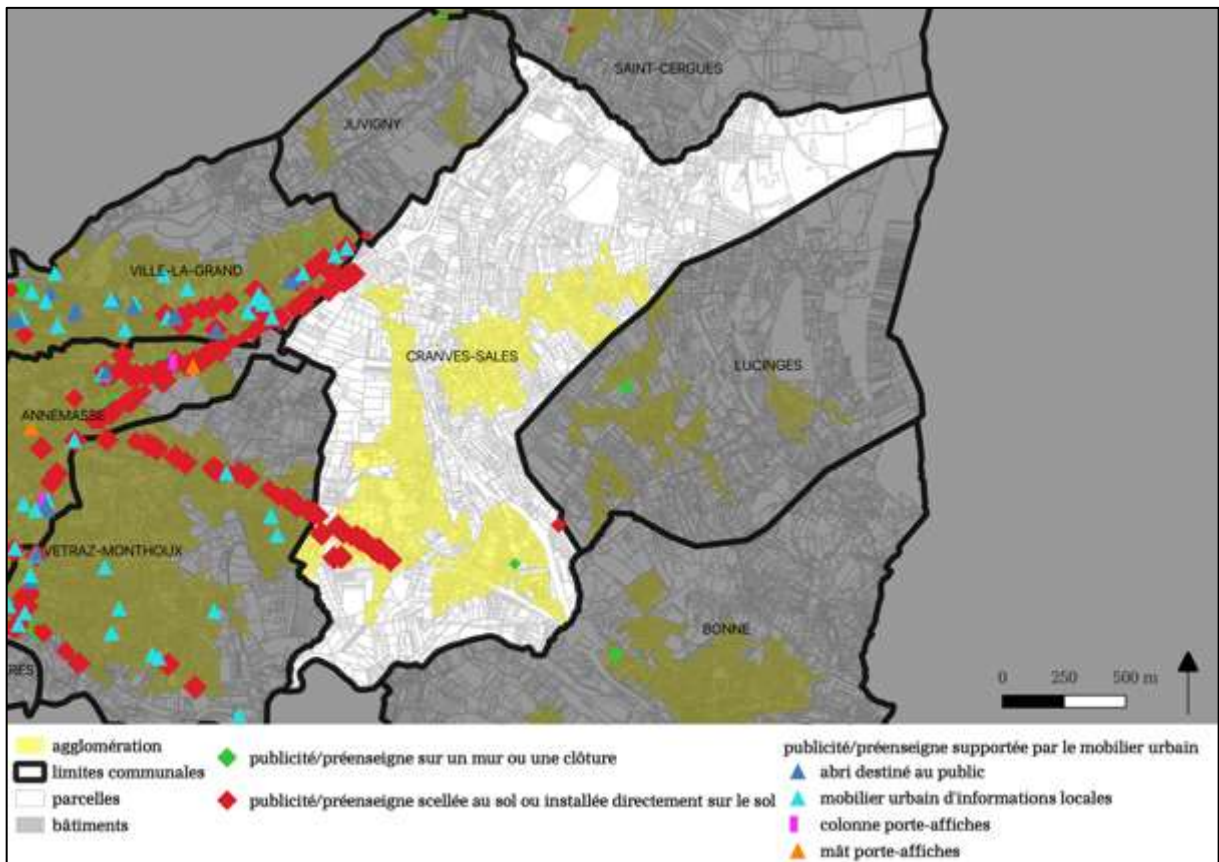 SAINT-CERGUES
JUVIGNY
VILLE-LA-GRAND
CRANVES-SALES
LUCINGES
ANNEMASSE
VETRAZ-MONTHOUX
BONNE
RES
0 250 500 m
agglomération
limites communales
parcelles
bâtiments
publicité/préenseigne sur un mur ou une clôture
publicité/préenseigne scellée au sol ou installée directement sur le sol
publicité/préenseigne supportée par le mobilier urbain
abri destiné au public
mobilier urbain d'informations locales
colonne porte-affiches
mât porte-affiches